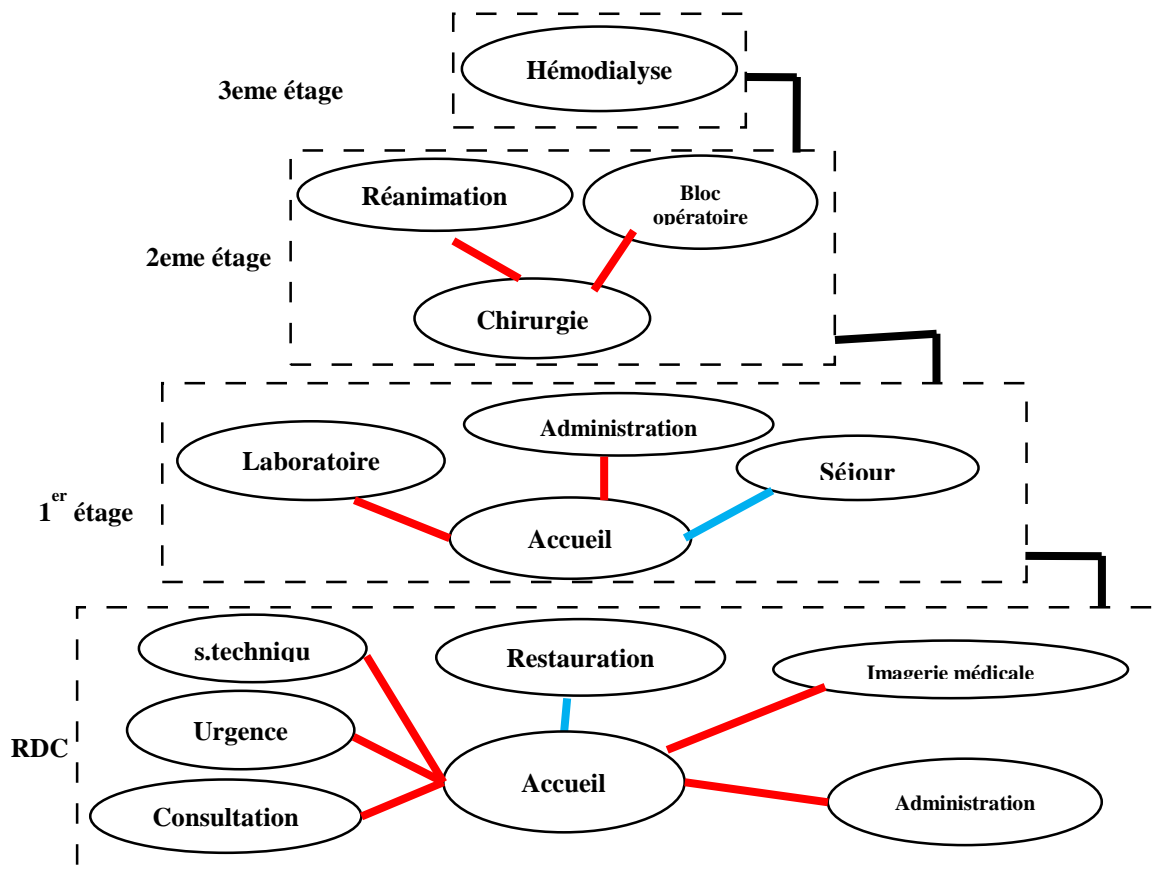 Hémodialyse
3eme étage
Réanimation
Bloc
opératoire
2eme étage
Chirurgie
Administration
Laboratoire
Séjour
1er étage
Accueil
s.techniqu
Restauration
Imagerie médicale
Urgence
RDC
Accueil
Consultation
Administration